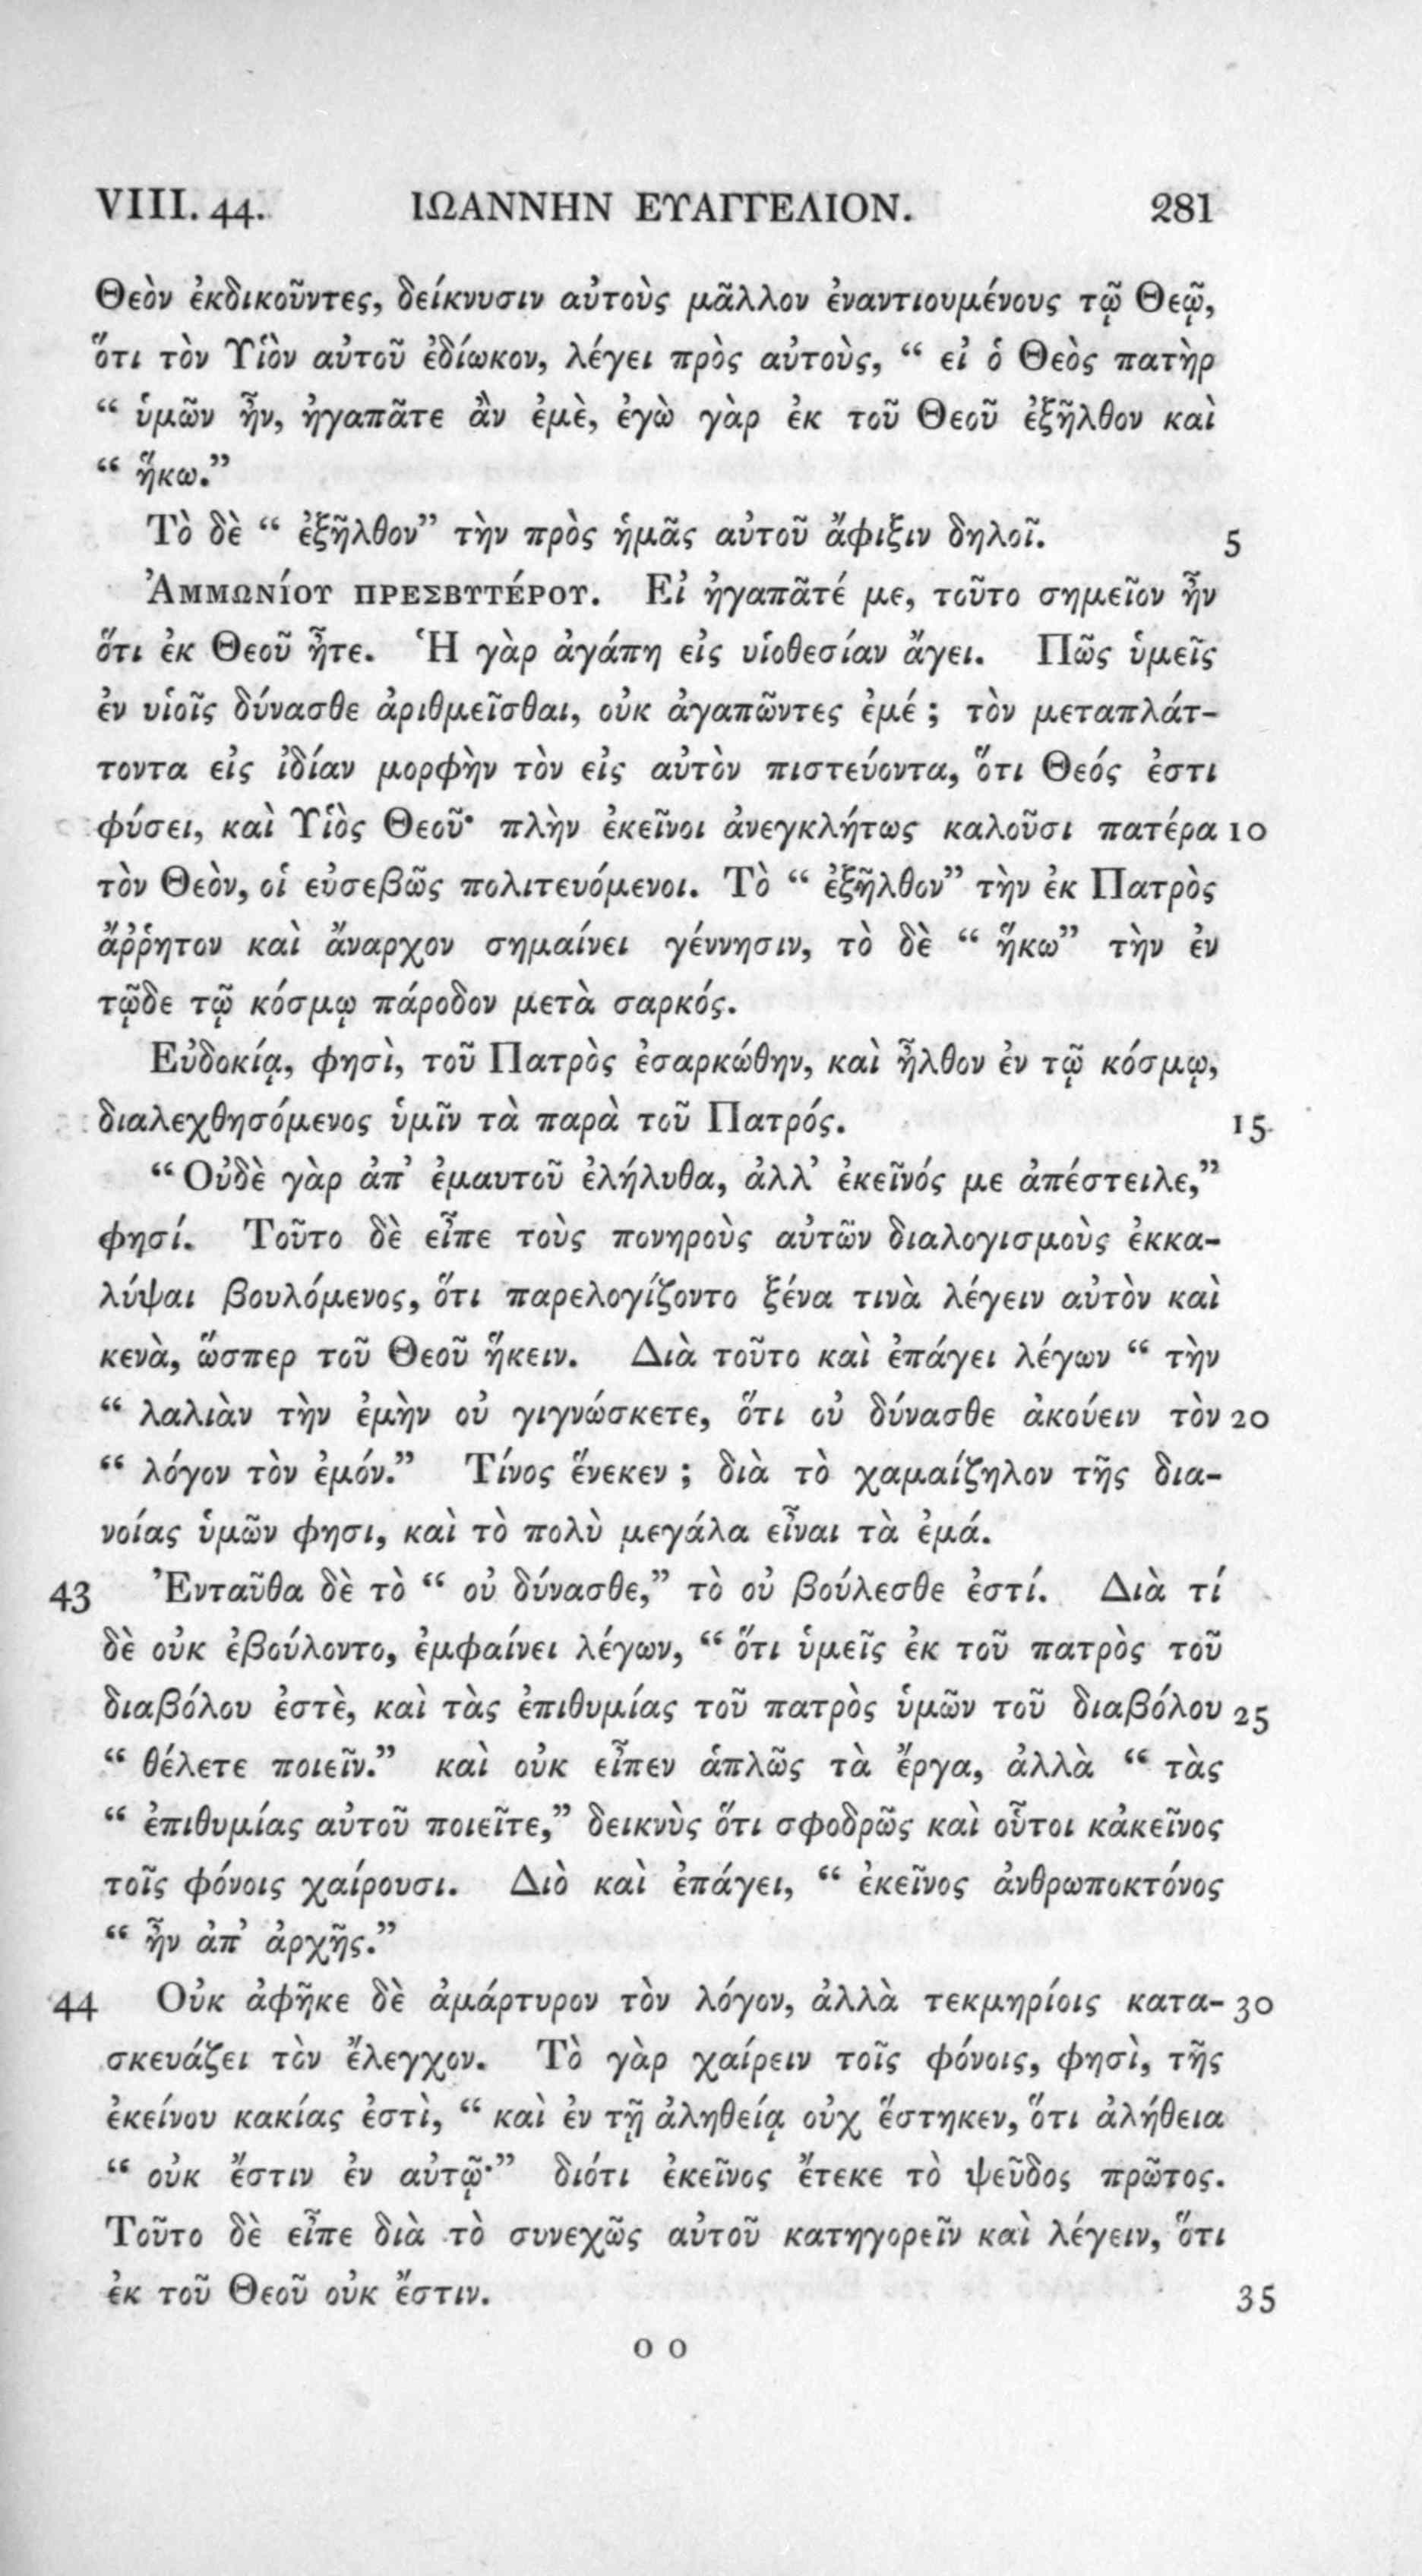 VIII. 44. ΙΩΑΝΝΗΝ ΕΥΑΓΓΕΛΙΟΝ. 281
Θεὸν ἐκδικοῦντες, δείκνυσιν αὐτοὺς μᾶλλον ἐναντιουμένους τῷ Θεῷ,
ὅτι τὸν Υἱὸν αὐτοῦ ἐδίωκον, λέγει πρὸς αὐτοὺς, “ εἰ ὁ Θεὸς πατὴρ
“ ὑμῶν ἦν, ἠγαπᾶτε ἂν ἐμὲ, ἐγὼ γὰρ ἐκ τοῦ Θεοῦ ἐξῆλθον καὶ
“ ἥκω.”
Τὸ δὲ “ ἐξῆλθον” τὴν πρὸς ἡμᾶς αὐτοῦ ἄφιξιν δηλοῖ. 5
Ἀμμωνίου πρεσβυτέρου. Εἰ ἠγαπᾶτέ με, τοῦτο σημεῖον ἦν
ὅτι ἐκ Θεοῦ ἦτε. Ἡ γὰρ ἀγάπη εἰς υἱοθεσίαν ἄγει. Πῶς ὑμεῖς
ἐν υἱοῖς δύνασθε ἀριθμεῖσθαι, οὐκ ἀγαπῶντες ἐμέ ; τὸν μεταπλάτ-
τοντα εἰς ἰδίαν μορφὴν τὸν εἰς αὐτὸν πιστεύοντα, ὅτι Θεός ἐστι
φύσει, καὶ Υἱὸς Θεοῦ· πλὴν ἐκεῖνοι ἀνεγκλήτως καλοῦσι πατέρα 10
τὸν Θεὸν, οἱ εὐσεβῶς πολιτευόμενοι. Τὸ “ ἐξῆλθον” τὴν ἐκ Πατρὸς
ἄῤῥητον καὶ ἄναρχον σημαίνει γέννησιν, τὸ δὲ “ ἥκω” τὴν ἐν
τῷδε τῷ κόσμῳ πάροδον μετὰ σαρκός.
Εὐδοκίᾳ, φησὶ, τοῦ Πατρὸς ἐσαρκώθην, καὶ ἦλθον ἐν τῷ κόσμῳ,
διαλεχθησόμενος ὑμῖν τὰ παρὰ τοῦ Πατρός. 15
“ Οὐδὲ γὰρ ἀπ’ ἐμαυτοῦ ἐλήλυθα, ἀλλ’ ἐκεῖνός με ἀπέστειλε,”
φησί. Τοῦτο δὲ εἶπε τοὺς πονηροὺς αὐτῶν διαλογισμοὺς ἐκκα-
λύψαι βουλόμενος, ὅτι παρελογίζοντο ξένα τινὰ λέγειν αὐτὸν καὶ
κενὰ, ὥσπερ τοῦ Θεοῦ ἥκειν. Διὰ τοῦτο καὶ ἐπάγει λέγων “ τὴν
“ λαλιὰν τὴν ἐμὴν οὐ γιγνώσκετε, ὅτι οὐ δύνασθε ἀκούειν τὸν 20
“ λόγον τὸν ἐμόν.” Τίνος ἕνεκεν ; διὰ τὸ χαμαίζηλον τῆς δια-
νοίας ὑμῶν φησι, καὶ τὸ πολὺ μεγάλα εἶναι τὰ ἐμά.
43 Ἐνταῦθα δὲ τὸ “ οὐ δύνασθε,” τὸ οὐ βούλεσθε ἐστί. Διὰ τί
δὲ οὐκ ἐβούλοντο, ἐμφαίνει λέγων, “ ὅτι ὑμεῖς ἐκ τοῦ πατρὸς τοῦ
διαβόλου ἐστὲ, καὶ τὰς ἐπιθυμίας τοῦ πατρὸς ὑμῶν τοῦ διαβόλου 25
“ θέλετε ποιεῖν.” καὶ οὐκ εἶπεν ἁπλῶς τὰ ἔργα, ἀλλὰ “ τὰς
“ ἐπιθυμίας αὐτοῦ ποιεῖτε,” δεικνὺς ὅτι σφοδρῶς καὶ οὗτοι κἀκεῖνος
τοῖς φόνοις χαίρουσι. Διὸ καὶ ἐπάγει, “ ἐκεῖνος ἀνθρωποκτόνος
“ ἦν ἀπ’ ἀρχῆς.”
44 Οὐκ ἀφῆκε δὲ ἀμάρτυρον τὸν λόγον, ἀλλὰ τεκμηρίοις κατα- 30
σκευάζει τὸν ἔλεγχον. Τὸ γὰρ χαίρειν τοῖς φόνοις, φησὶ, τῆς
ἐκείνου κακίας ἐστὶ, “ καὶ ἐν τῇ ἀληθείᾳ οὐχ ἕστηκεν, ὅτι ἀλήθεια
“ οὐκ ἔστιν ἐν αὐτῷ·” διότι ἐκεῖνος ἔτεκε τὸ ψεῦδος πρῶτος.
Τοῦτο δὲ εἶπε διὰ τὸ συνεχῶς αὐτοῦ κατηγορεῖν καὶ λέγειν, ὅτι
ἐκ τοῦ Θεοῦ οὐκ ἔστιν. 35
o o